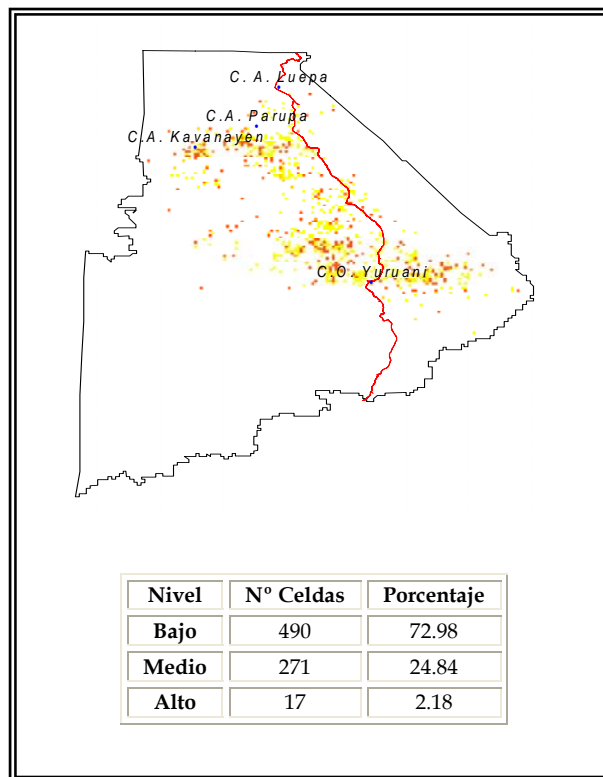 C. A. Luepa
C.A. Parupa
C.A. Kavanayen
C.O. Yuruani
Nivel Nº Celdas Porcentaje
Bajo 490 72.98
Medio 271 24.84
Alto 17 2.18